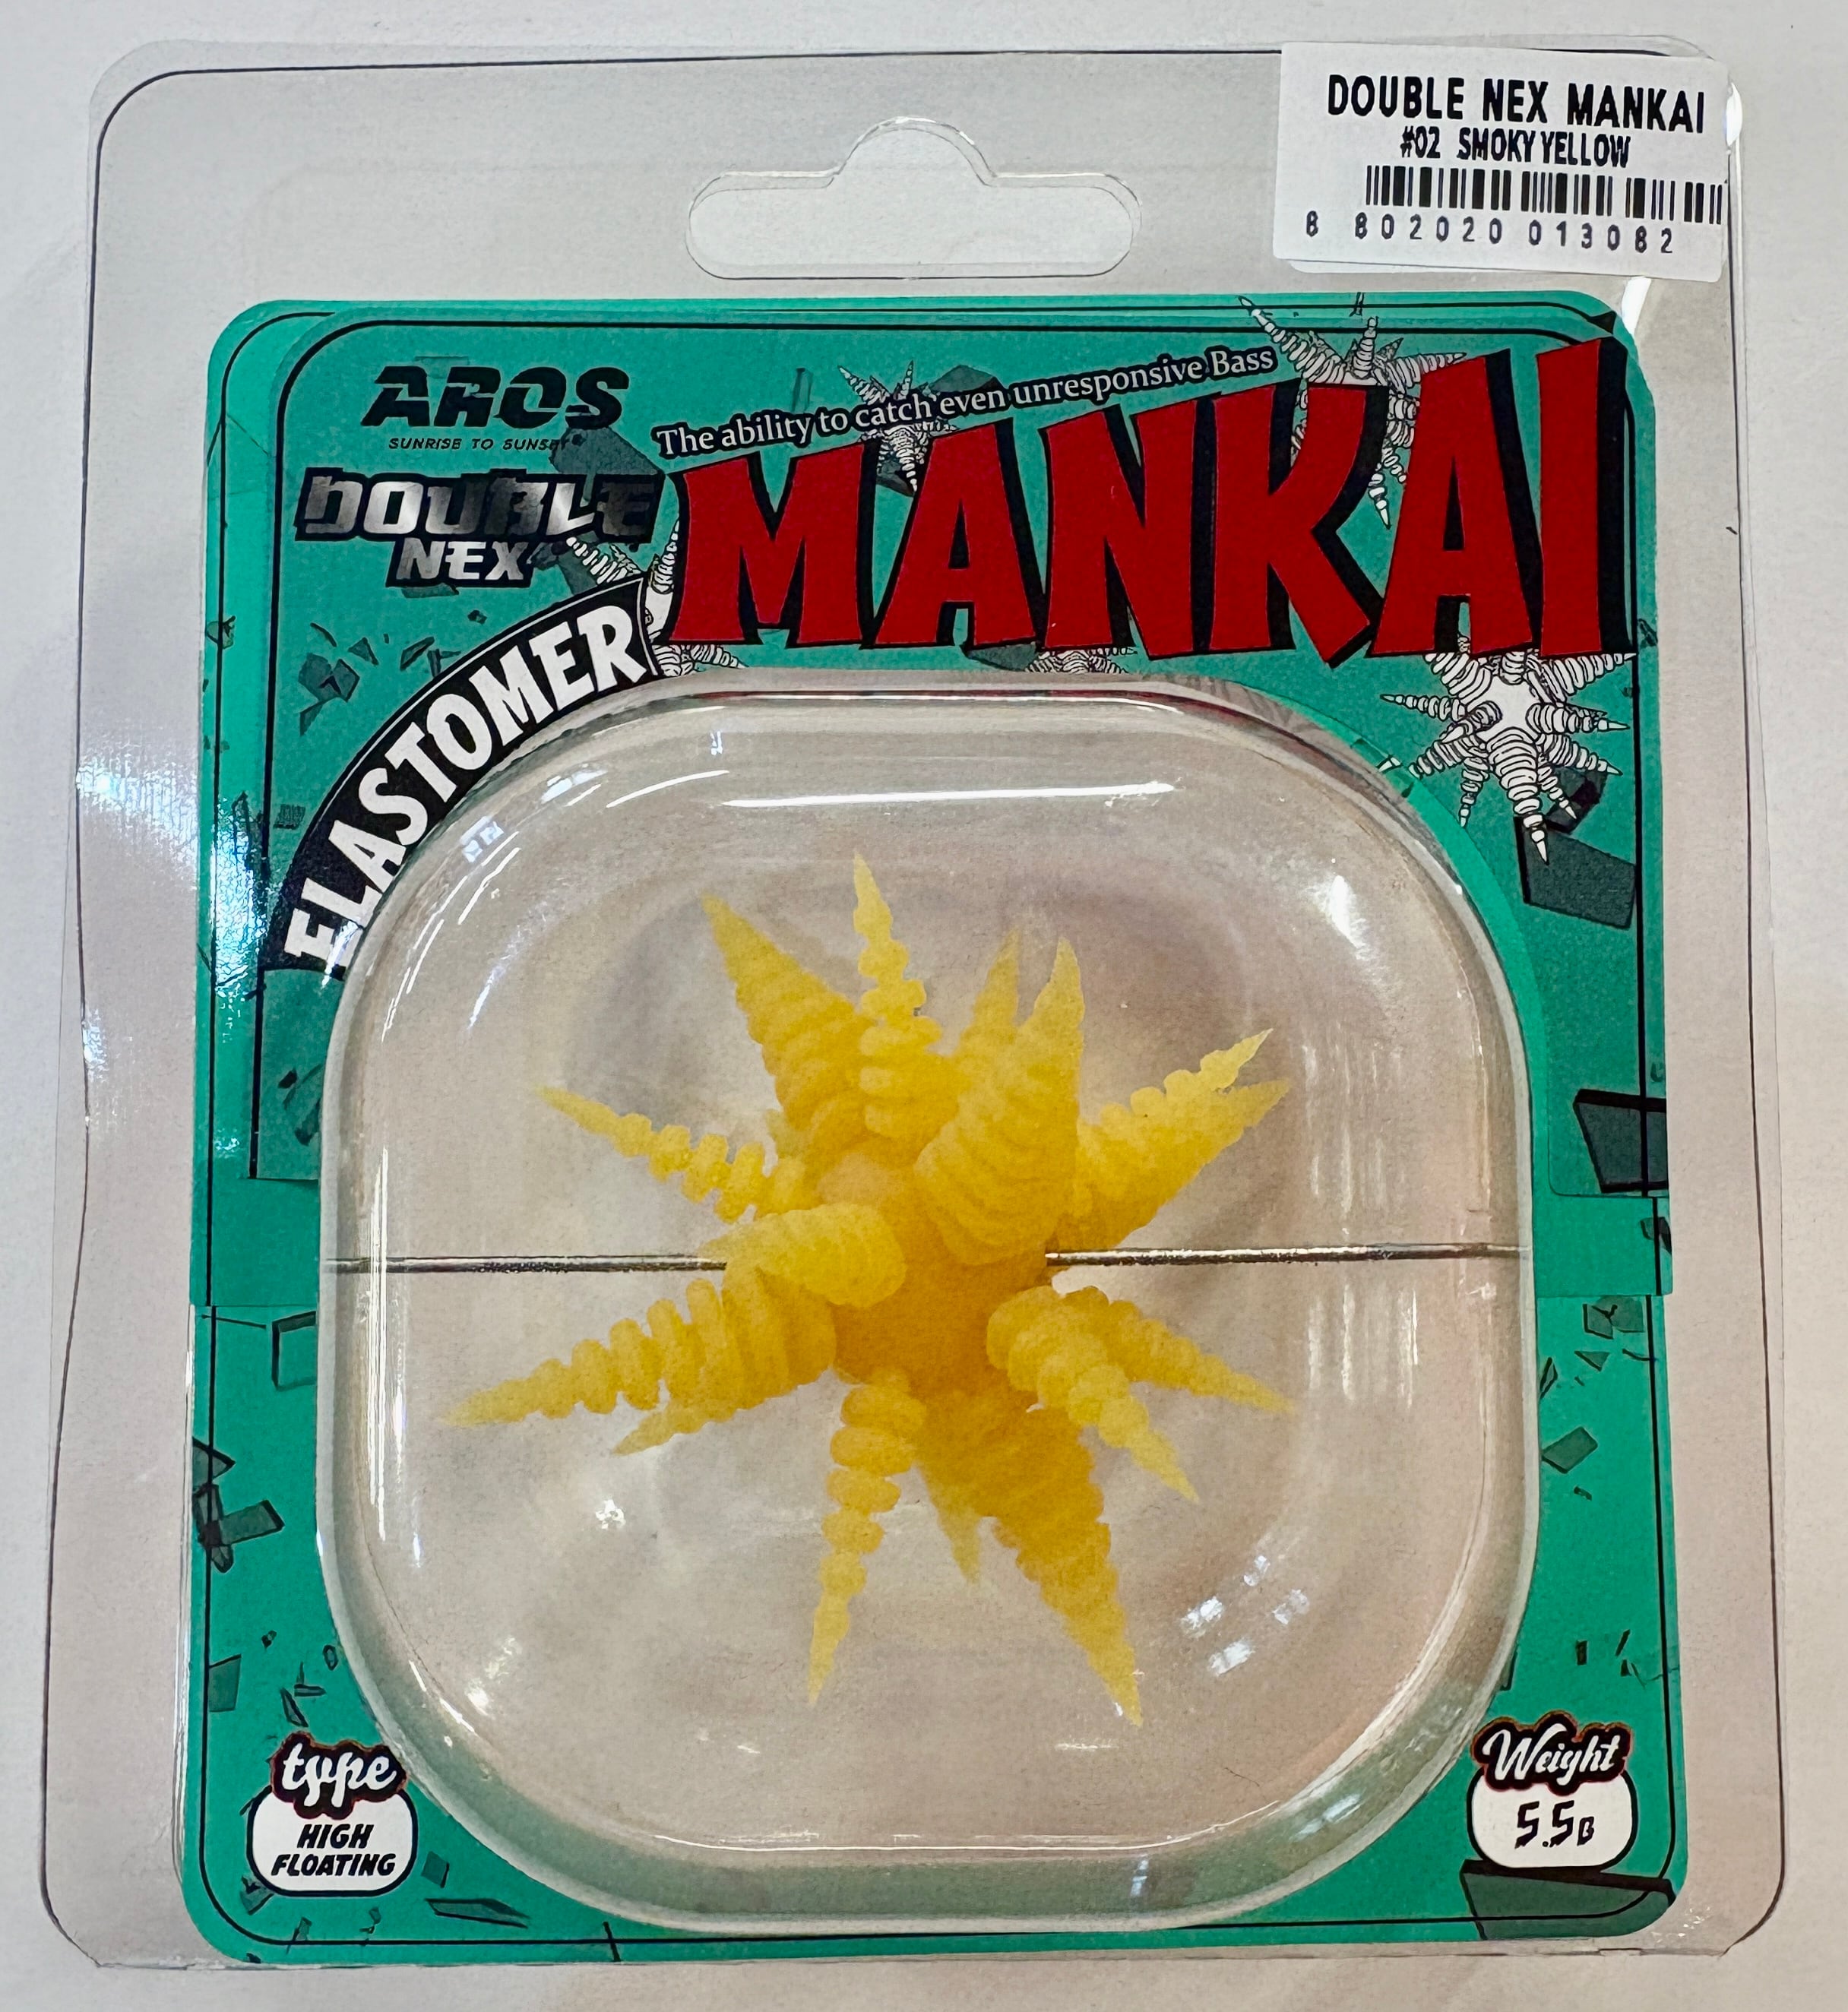 DOUBLE NEX MANKAI
#02 SMOKY YELLOW
8 802020 013082
AROS
SUNRISE TO SUNSET
The ability to catch even unresponsive Bass
DOUBLE
NEX
MANKAI
ELASTOMER
type
HIGH
FLOATING
Weight
5.5G